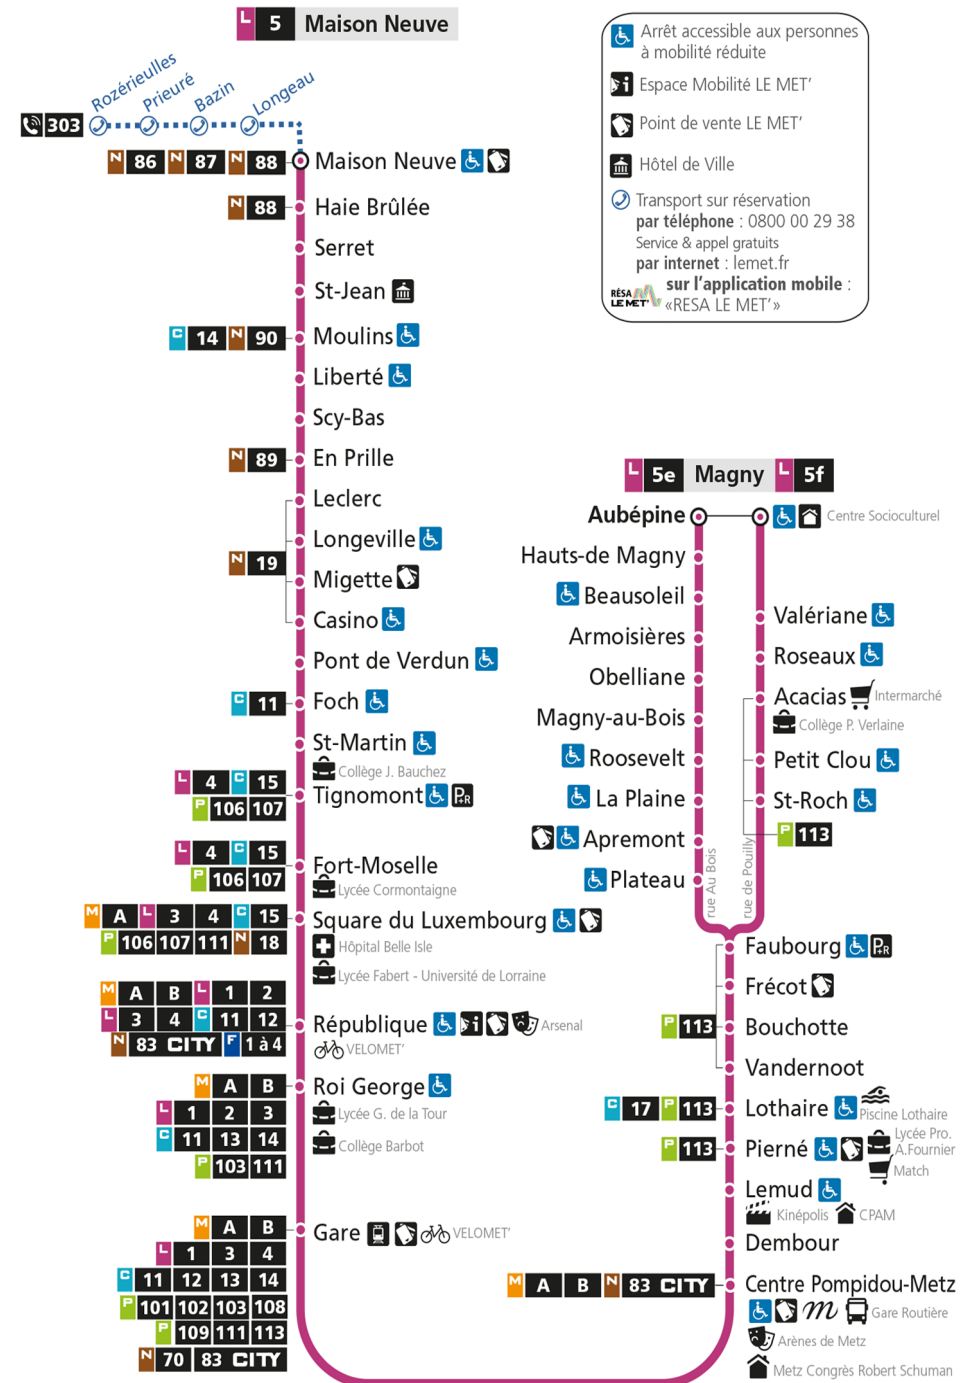 L 5 Maison Neuve
Rozérieulles
Prieuré
Bazin
Longeau
303
N 86 N 87 N 88 Maison Neuve
N 88 Haie Brûlée
Serret
St-Jean
C 14 N 90 Moulins
Liberté
Scy-Bas
N 89 En Prille
Leclerc
Longeville
N 19
Migette
Casino
Pont de Verdun
C 11 Foch
St-Martin
Collège J. Bauchez
L 4 C 15
P 106 107
Tignomont P+R
L 4 C 15
P 106 107
Fort-Moselle
Lycée Cormontaigne
M A L 3 4 C 15
P 106 107 111 N 18
Square du Luxembourg
Hôpital Belle Isle
Lycée Fabert - Université de Lorraine
M A B L 1 2
L 3 4 C 11 12
N 83 CITY F 1 à 4
République i Arsenal
VELOMET'
M A B
L 1 2 3
C 11 13 14
P 103 111
Roi George
Lycée G. de la Tour
Collège Barbot
M A B
L 1 3 4
C 11 12 13 14
P 101 102 103 108
P 109 111 113
N 70 83 CITY
Gare VELOMET'
Arrêt accessible aux personnes
à mobilité réduite
i Espace Mobilité LE MET'
Point de vente LE MET'
Hôtel de Ville
Transport sur réservation
par téléphone : 0800 00 29 38
Service & appel gratuits
par internet : lemet.fr
RÉSA
LE MET'
sur l'application mobile :
«RESA LE MET'»
L 5e Magny L 5f
Aubépine Centre Socioculturel
Hauts-de Magny
Beausoleil
Armoisières
Obelliane
Magny-au-Bois
Roosevelt
La Plaine
Apremont
Plateau
rue Au Bois
Valériane
Roseaux
Acacias Intermarché
Collège P. Verlaine
Petit Clou
St-Roch
P 113
rue de Pouilly
Faubourg P+R
Frécot
P 113 Bouchotte
Vandernoot
C 17 P 113 Lothaire
Piscine Lothaire
P 113 Pierné
Lycée Pro.
A.Fournier
Match
Lemud
Kinépolis CPAM
Dembour
M A B N 83 CITY Centre Pompidou-Metz
m Gare Routière
Arènes de Metz
Metz Congrès Robert Schuman